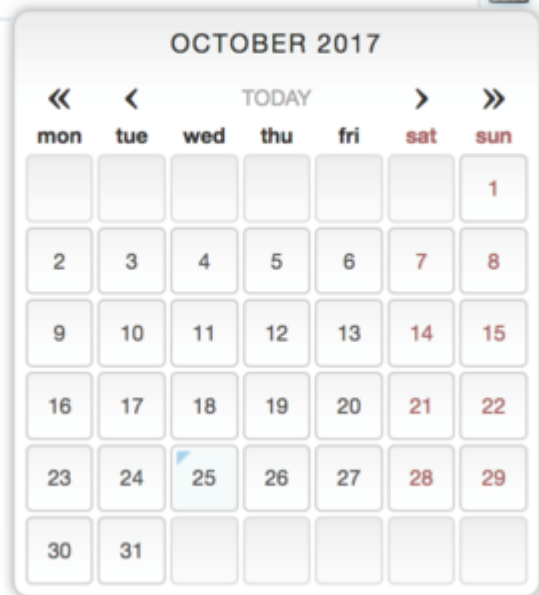 OCTOBER 2017
« ‹ TODAY › »
mon tue wed thu fri sat sun
1
2 3 4 5 6 7 8
9 10 11 12 13 14 15
16 17 18 19 20 21 22
23 24 25 26 27 28 29
30 31